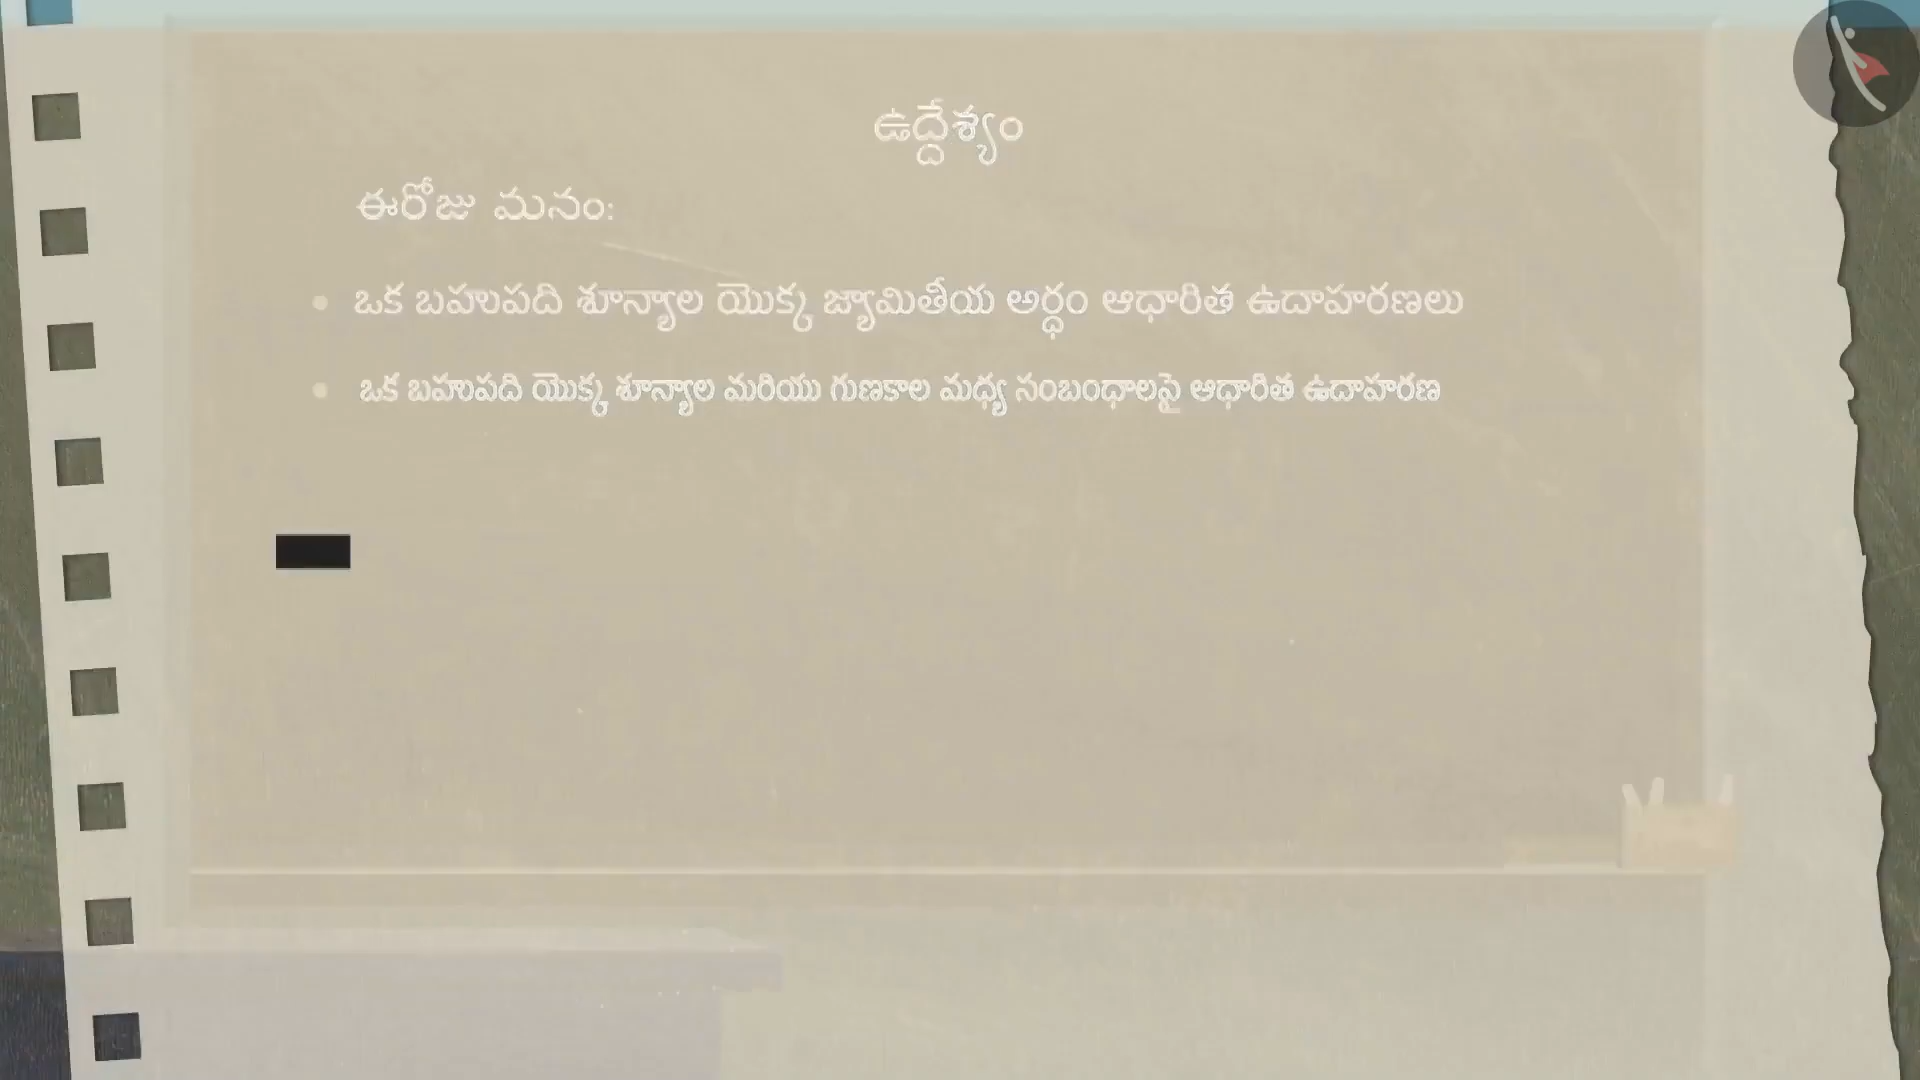 ఉద్దేశ్యం
ఈరోజు మనం:
• ఒక బహుపది శూన్యాల యొక్క జ్యామితీయ అర్ధం ఆధారిత ఉదాహరణలు
• ఒక బహుపది యొక్క శూన్యాల మరియు గుణకాల మధ్య సంబంధాలపై ఆధారిత ఉదాహరణ